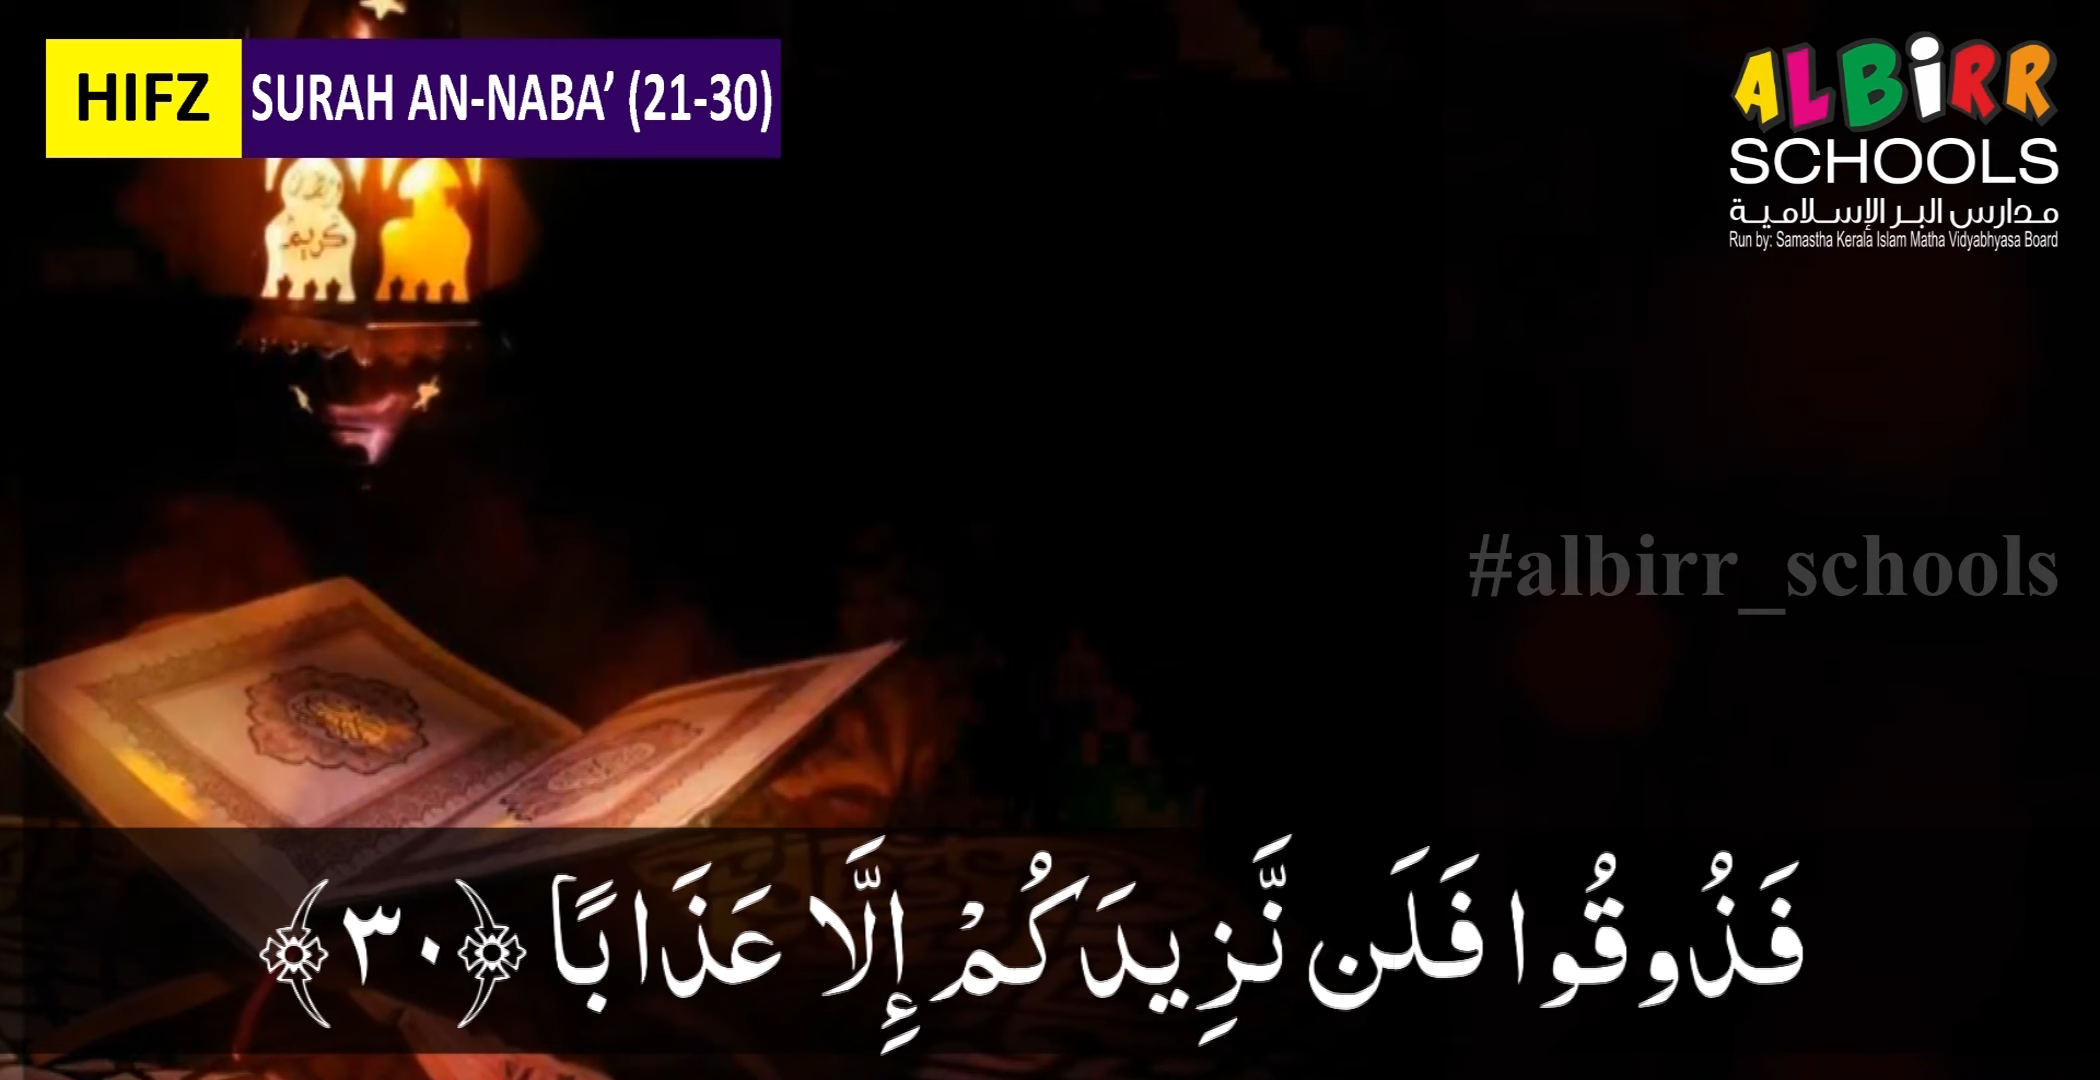 HIFZ SURAH AN-NABA’ (21-30)
ALBiRR
SCHOOLS
مدارس البر الإسلامية
Run by: Samastha Kerala Islam Matha Vidyabhyasa Board
كريم
#albirr_schools
فَذُوقُوا فَلَن نَّزِيدَكُمْ إِلَّا عَذَابًا ﴿٣٠﴾